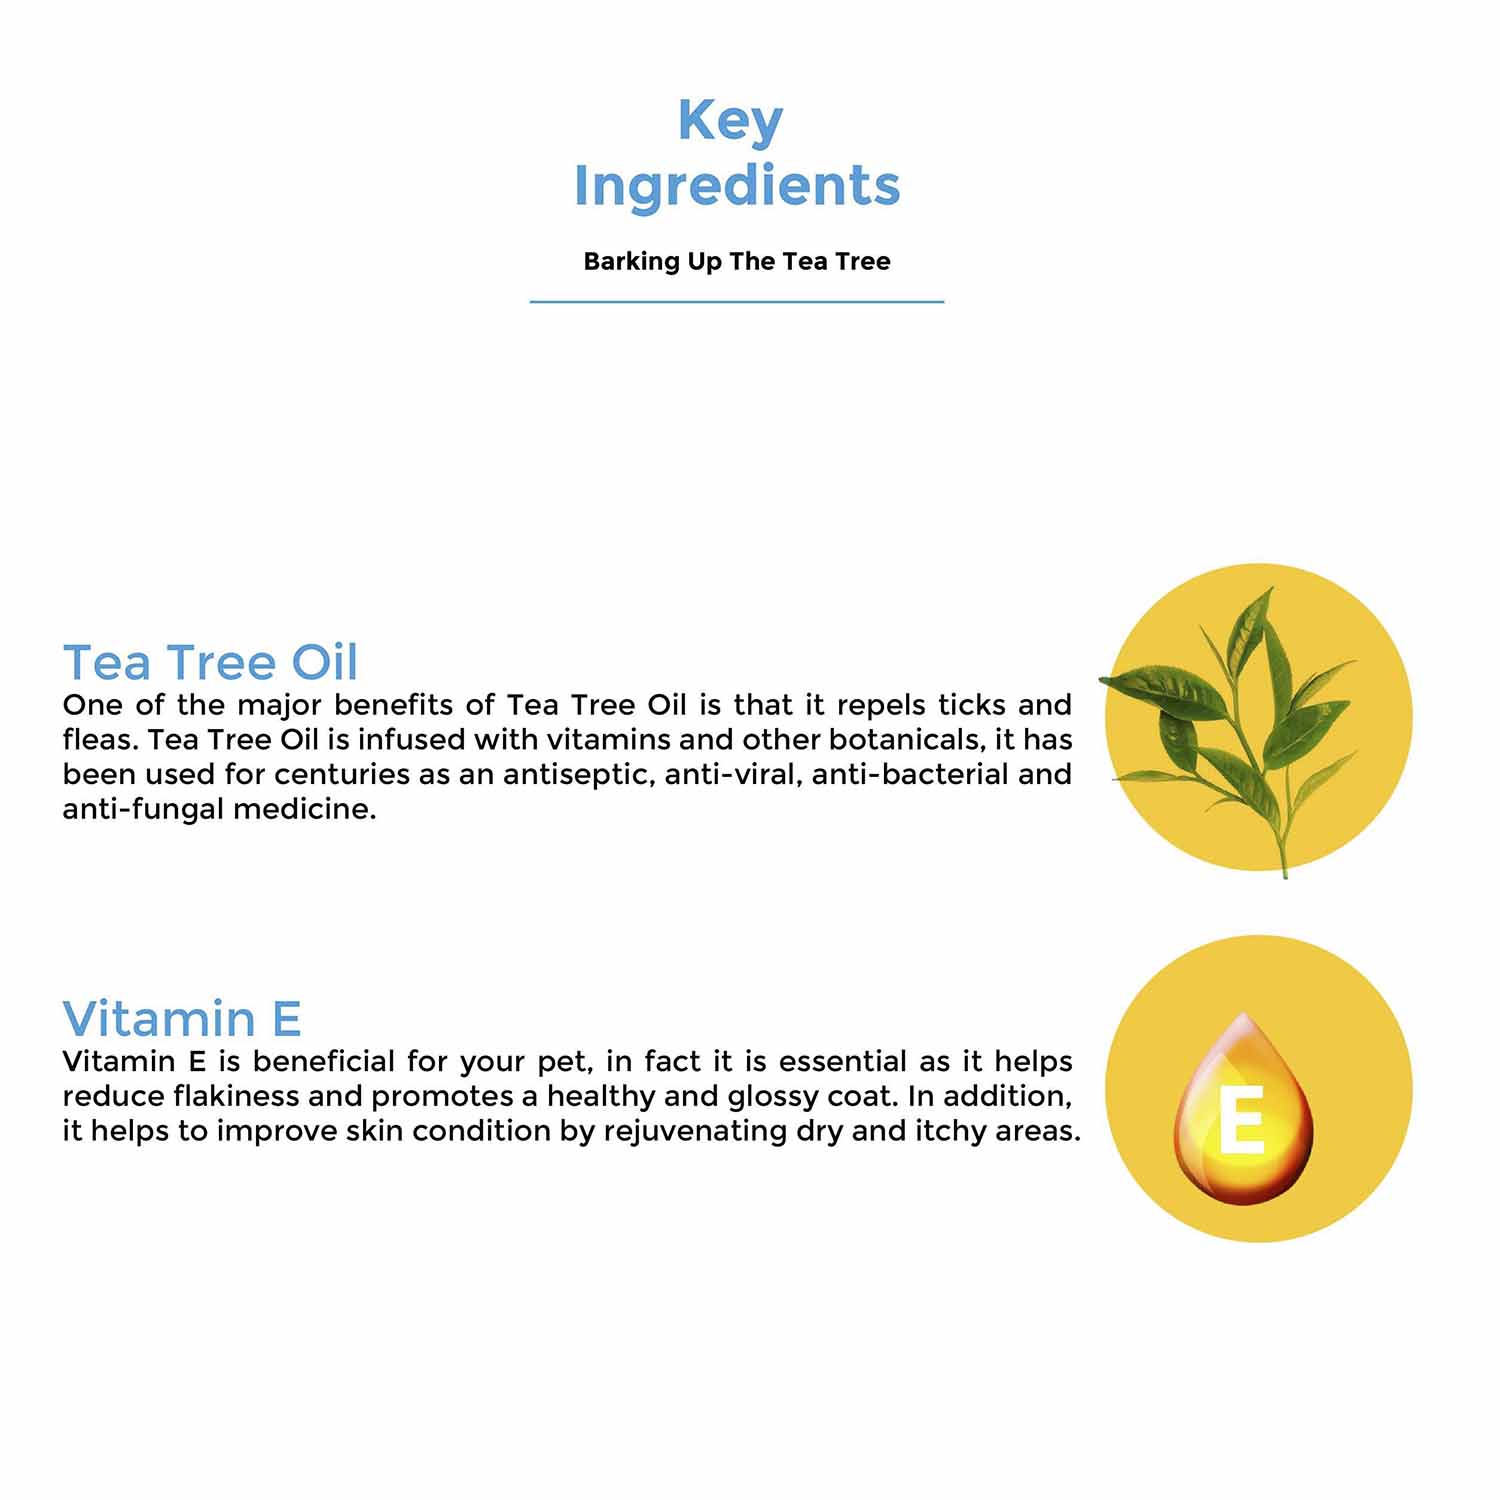 Key
Ingredients
Barking Up The Tea Tree
Tea Tree Oil
One of the major benefits of Tea Tree Oil is that it repels ticks and
fleas. Tea Tree Oil is infused with vitamins and other botanicals, it has
been used for centuries as an antiseptic, anti-viral, anti-bacterial and
anti-fungal medicine.
Vitamin E
Vitamin E is beneficial for your pet, in fact it is essential as it helps
reduce flakiness and promotes a healthy and glossy coat. In addition,
it helps to improve skin condition by rejuvenating dry and itchy areas.
E